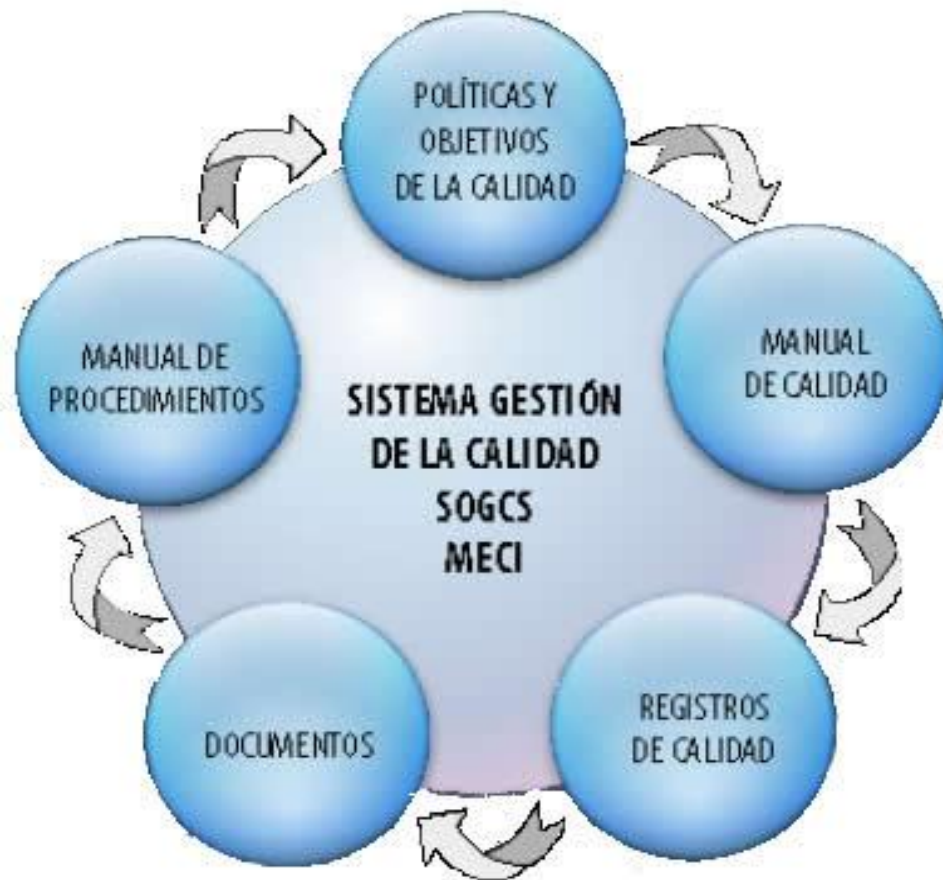 POLÍTICAS Y
OBJETIVOS
DE LA CALIDAD
MANUAL
DE CALIDAD
REGISTROS
DE CALIDAD
DOCUMENTOS
MANUAL DE
PROCEDIMIENTOS
SISTEMA GESTIÓN
DE LA CALIDAD
SOGCS
MECI